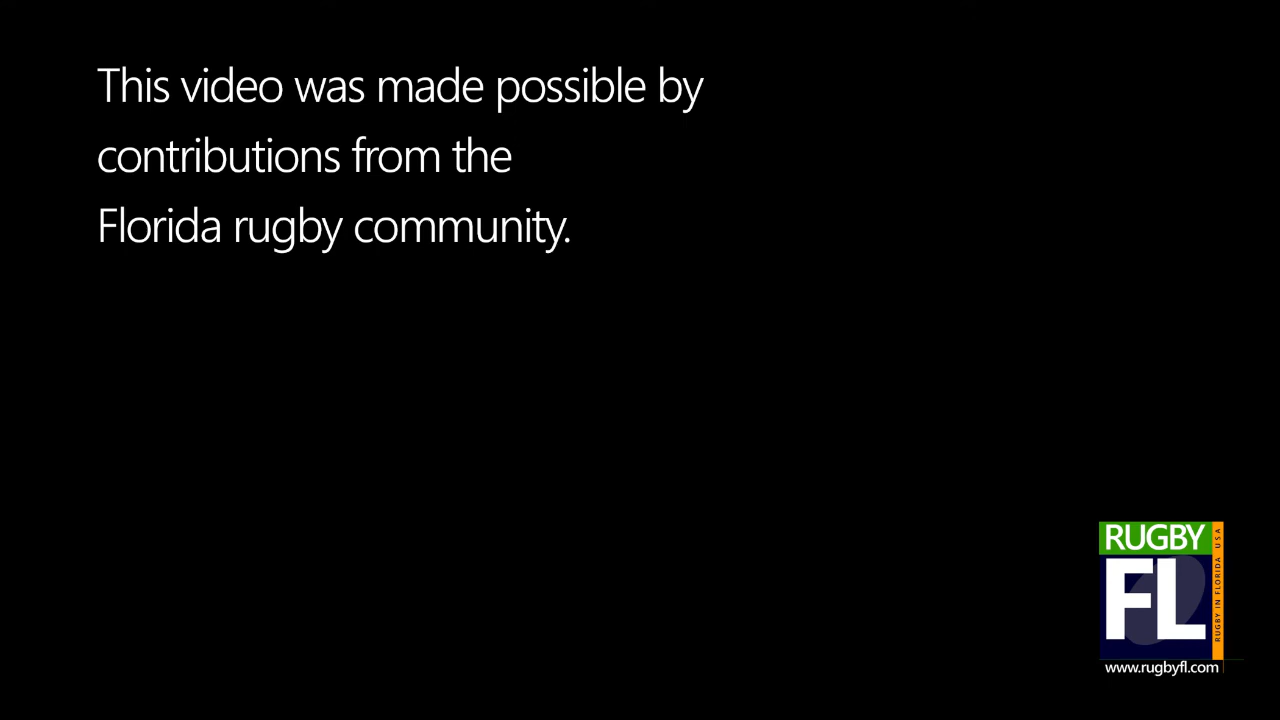 This video was made possible by
contributions from the
Florida rugby community.
RUGBY
FL
RUGBY IN FLORIDA USA
www.rugbyfl.com